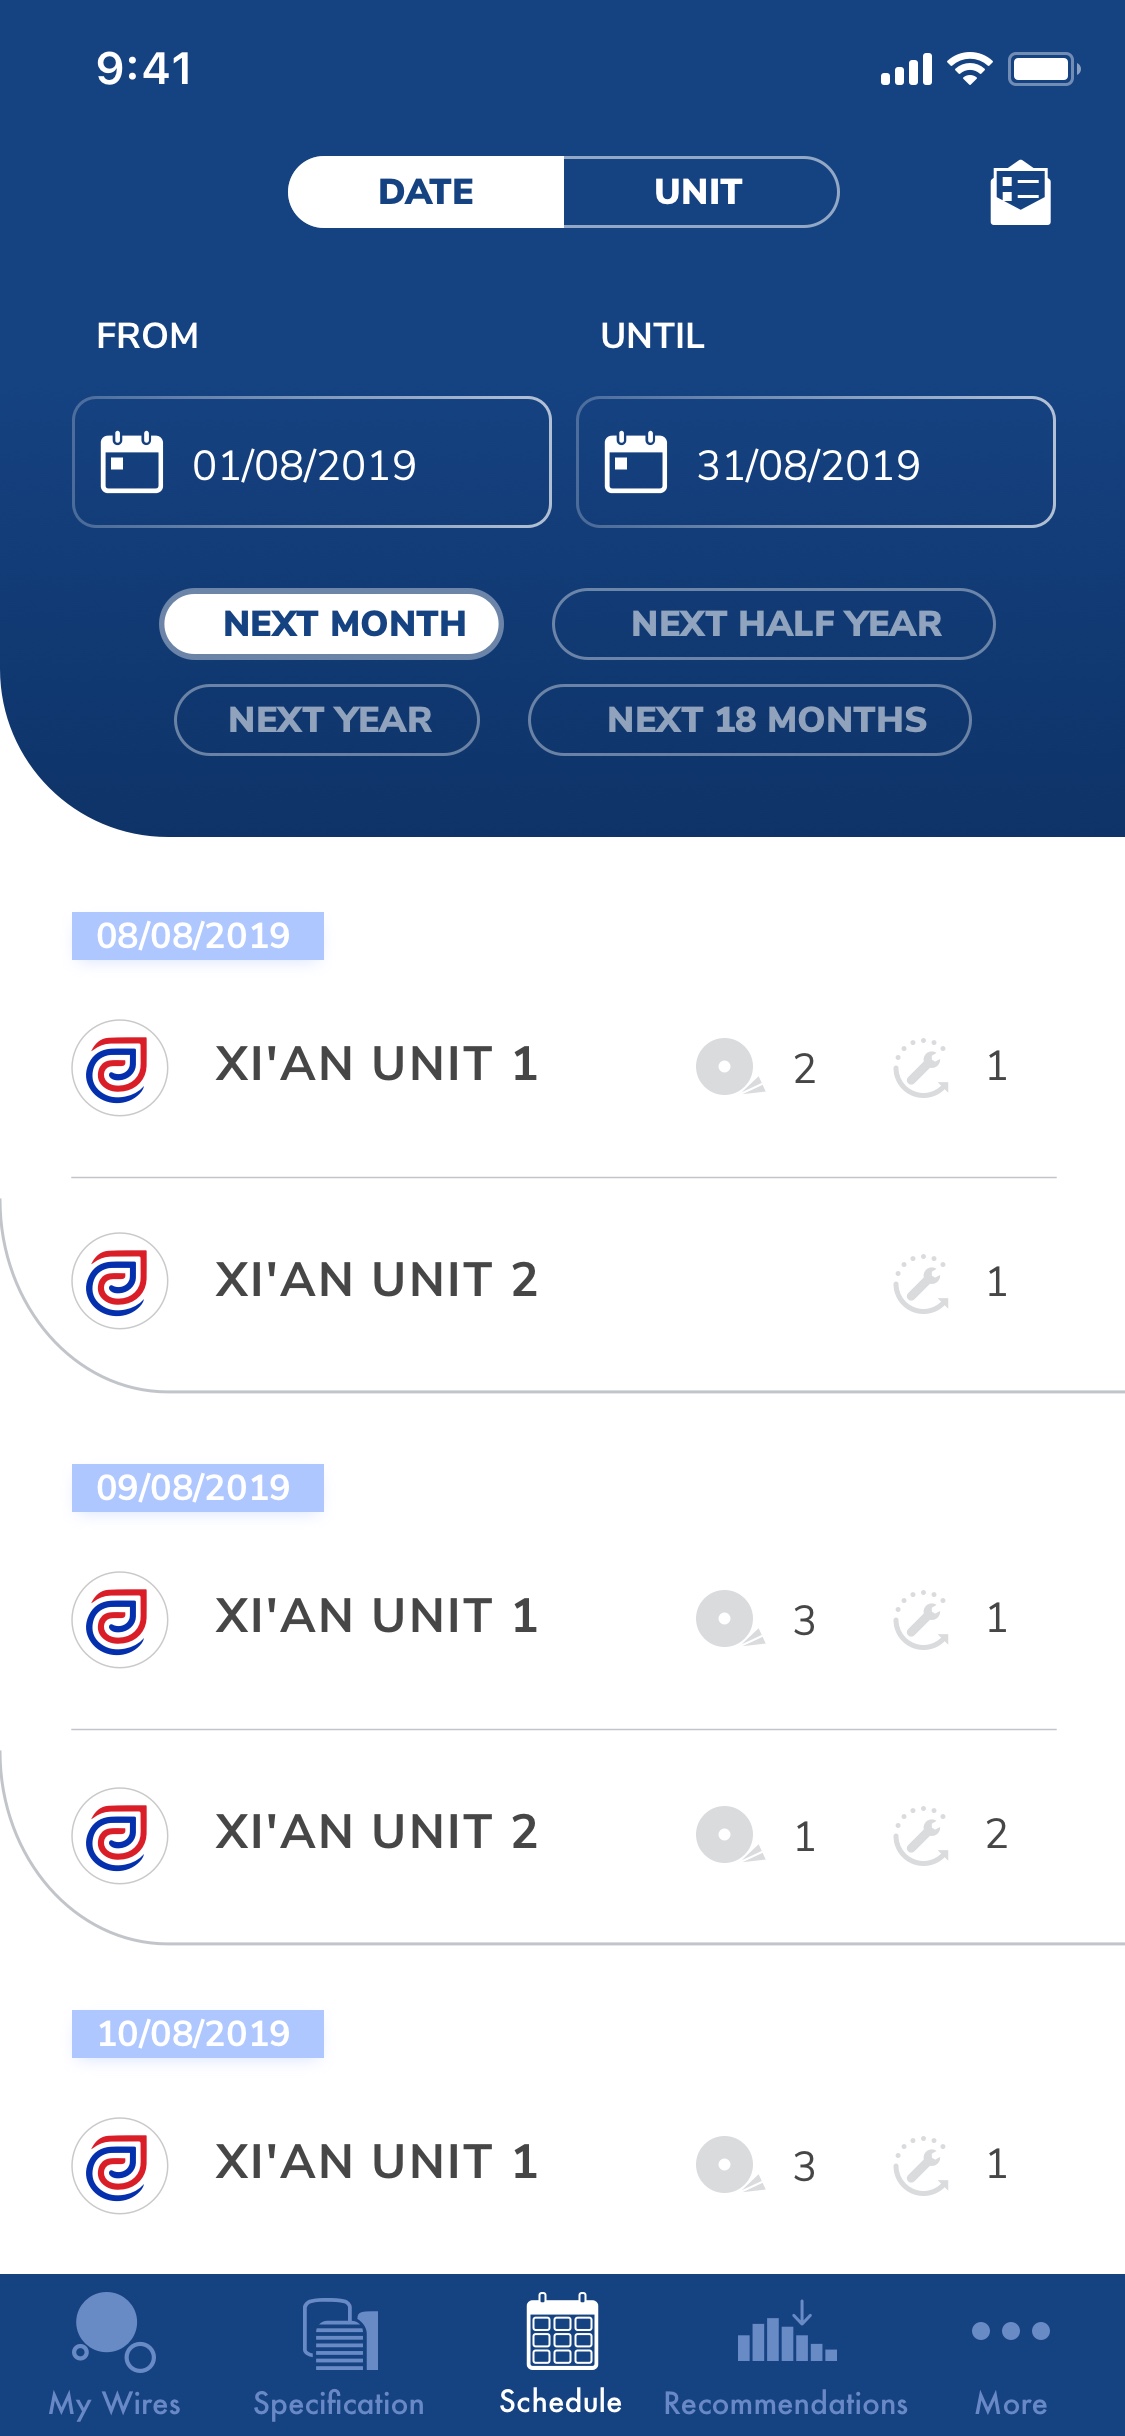 9:41
DATE UNIT
FROM UNTIL
01/08/2019 31/08/2019
NEXT MONTH NEXT HALF YEAR
NEXT YEAR NEXT 18 MONTHS
08/08/2019
XI'AN UNIT 1 2 1
XI'AN UNIT 2 1
09/08/2019
XI'AN UNIT 1 3 1
XI'AN UNIT 2 1 2
10/08/2019
XI'AN UNIT 1 3 1
My Wires Specification Schedule Recommendations More